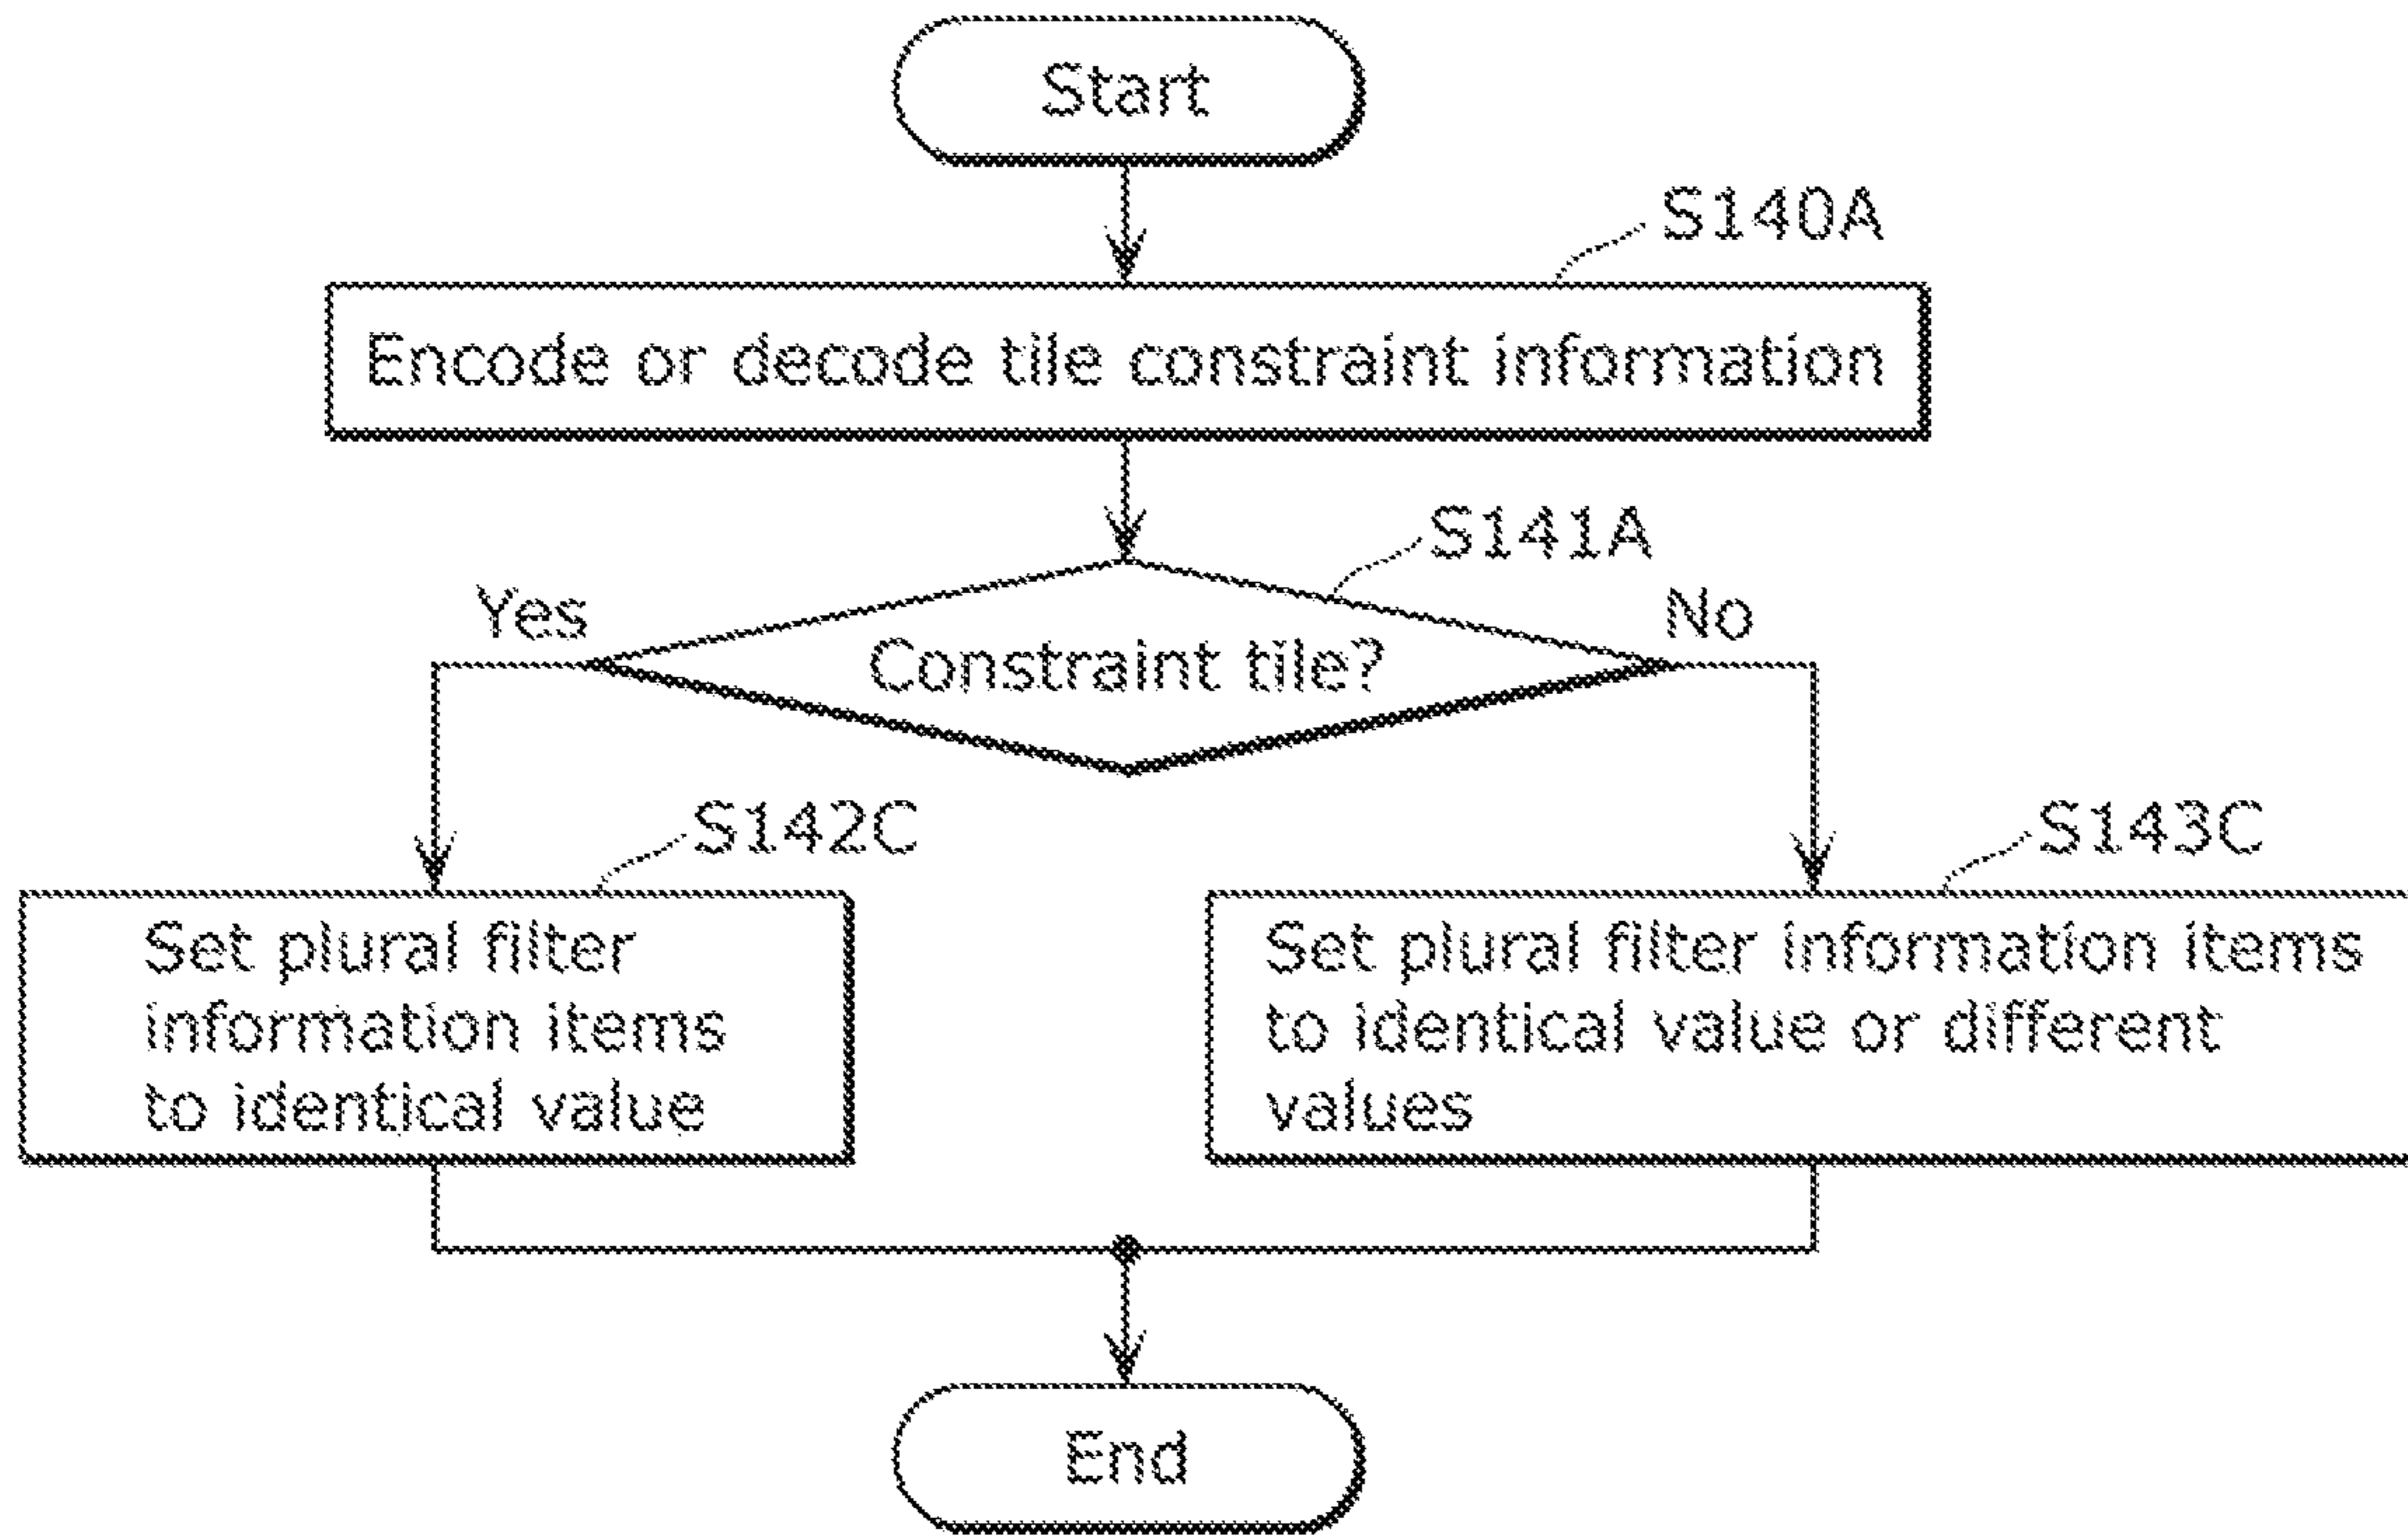 Start
S140A
Encode or decode tile constraint information
S141A
Yes
No
Constraint tile?
S142C
S143C
Set plural filter
information items
to identical value
Set plural filter information items
to identical value or different
values
End